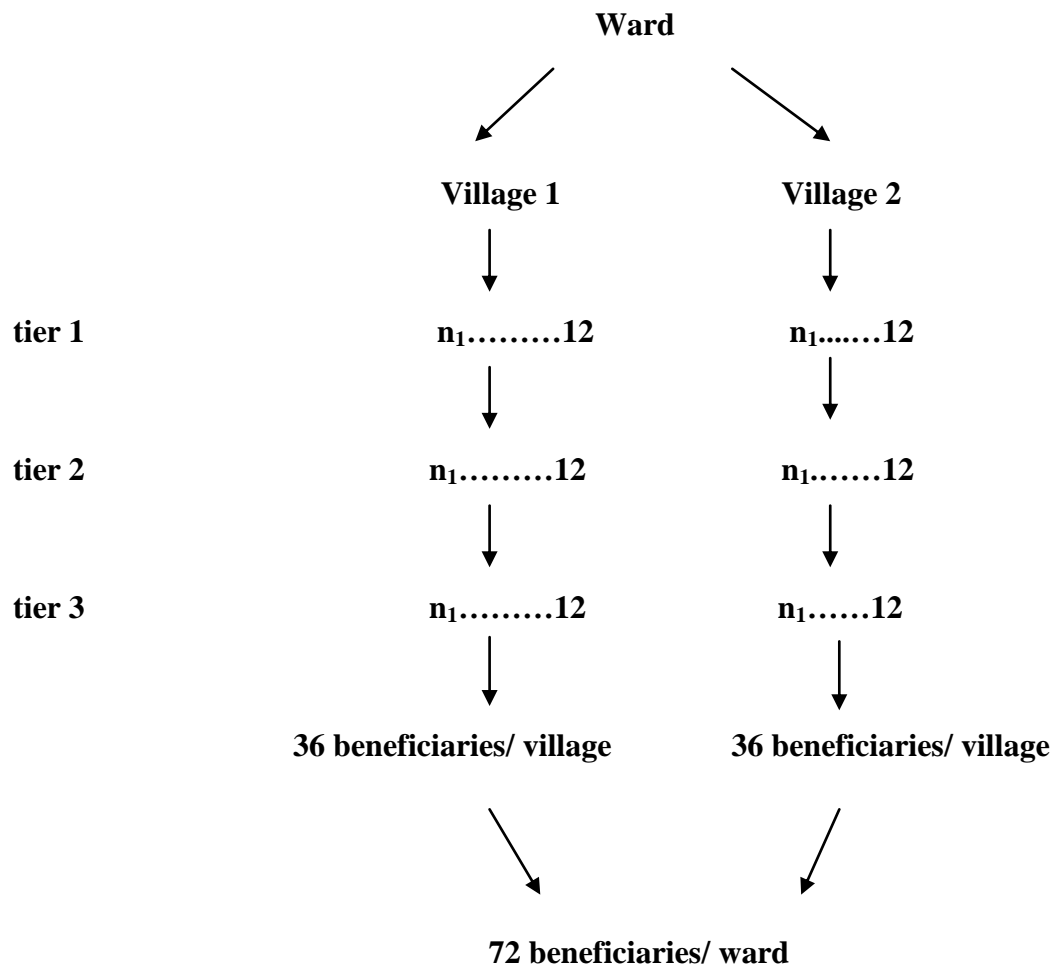 Ward
Village 1 Village 2
tier 1 n₁………12 n₁....…12
tier 2 n₁………12 n₁.……12
tier 3 n₁………12 n₁……12
36 beneficiaries/ village 36 beneficiaries/ village
72 beneficiaries/ ward